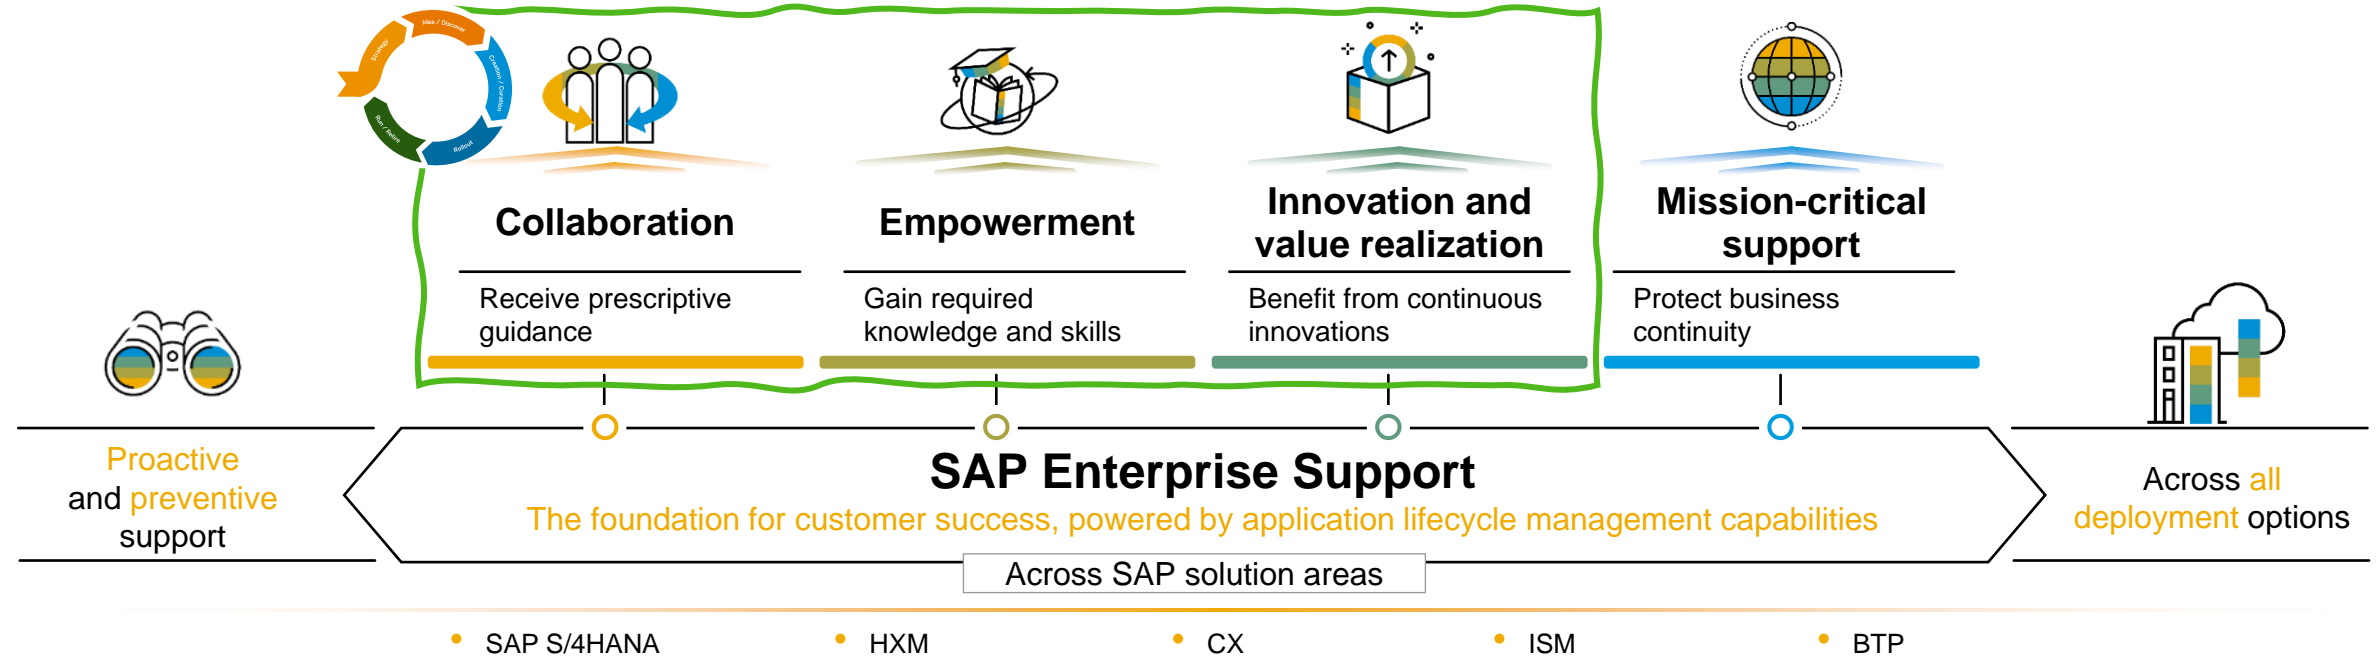 Strategy
Idea / Discover
Creation / Curation
Rollout
Run / Retire
Collaboration
Receive prescriptive
guidance
Empowerment
Gain required
knowledge and skills
Innovation and
value realization
Benefit from continuous
innovations
Mission-critical
support
Protect business
continuity
Proactive
and preventive
support
SAP Enterprise Support
The foundation for customer success, powered by application lifecycle management capabilities
Across SAP solution areas
Across all
deployment options
• SAP S/4HANA
• HXM
• CX
• ISM
• BTP